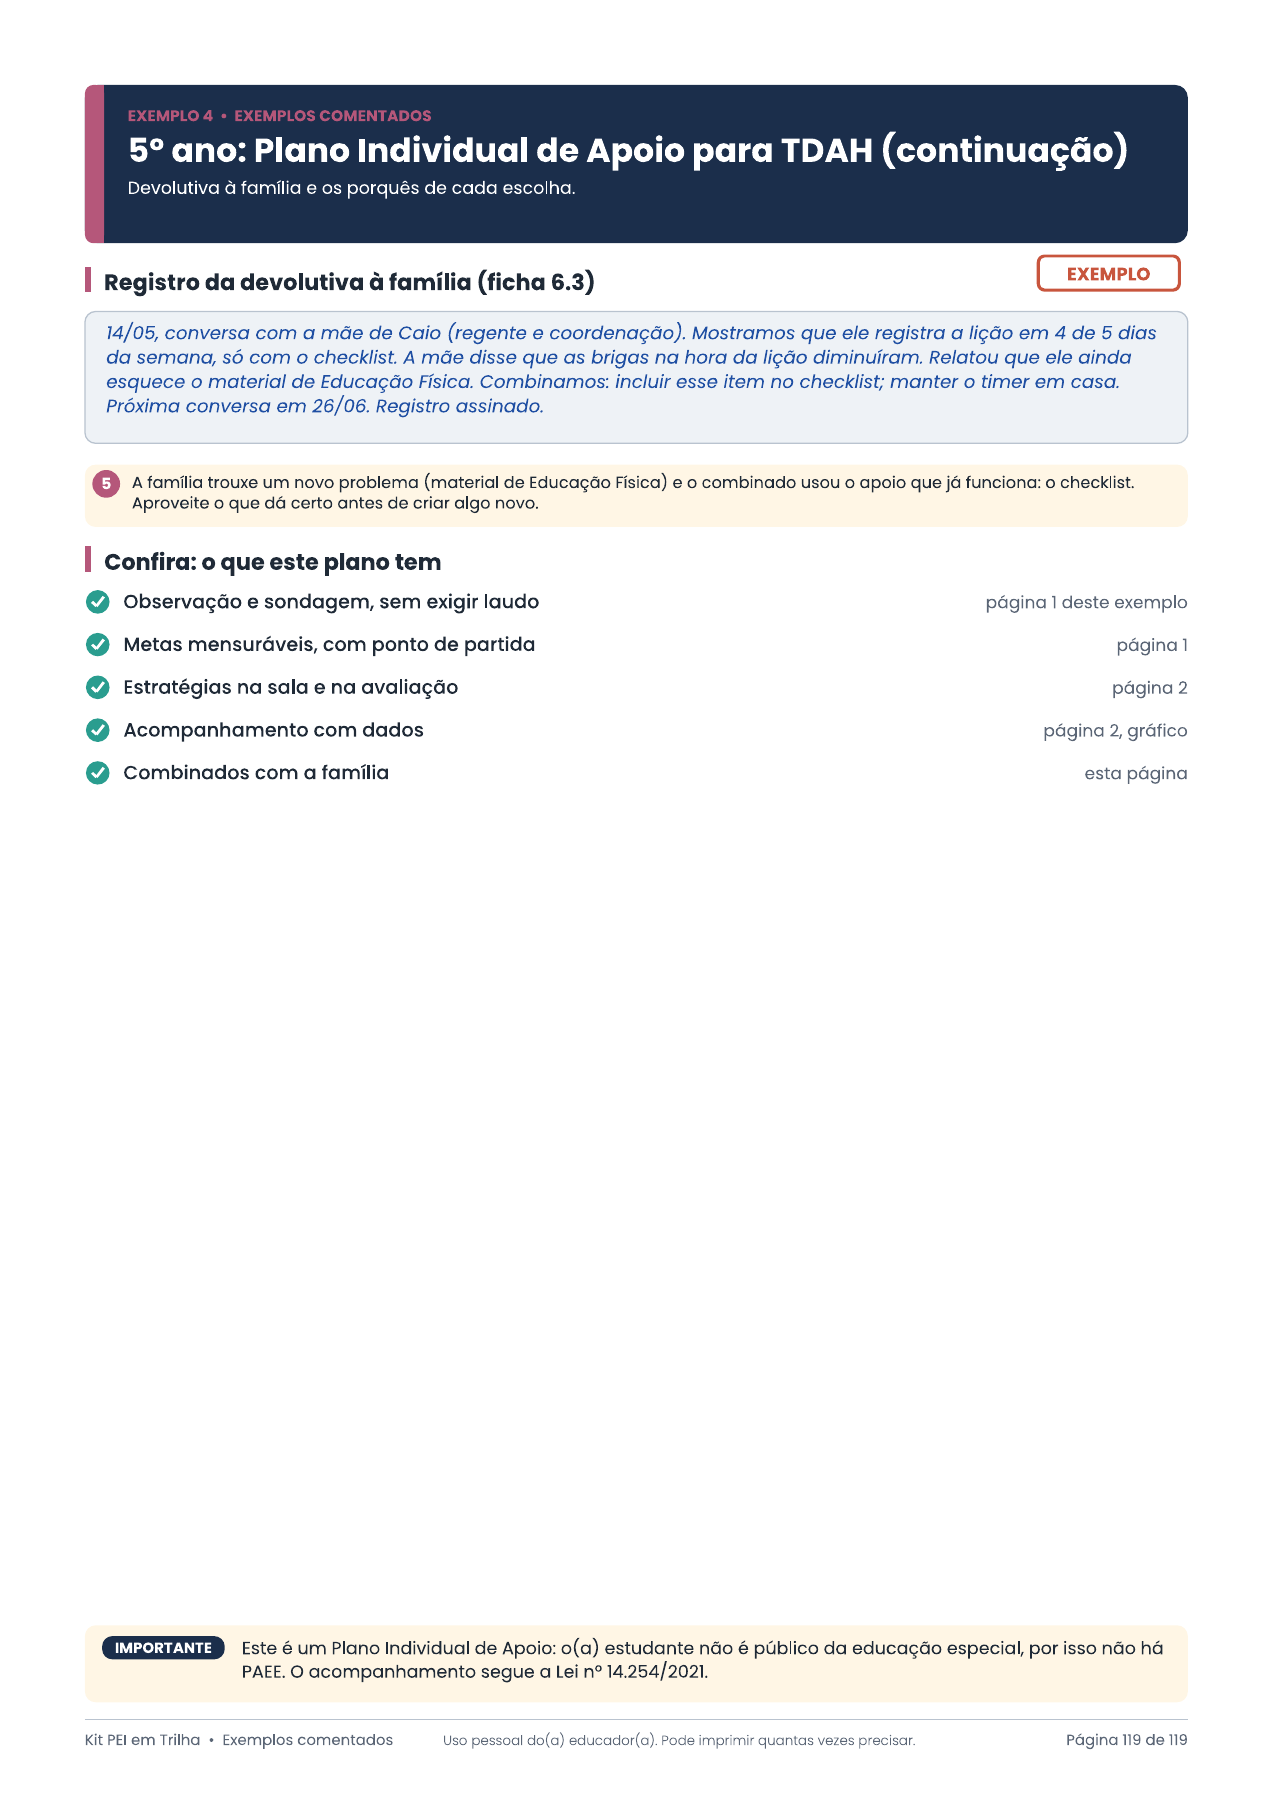 EXEMPLO 4 • EXEMPLOS COMENTADOS
5º ano: Plano Individual de Apoio para TDAH (continuação)
Devolutiva à família e os porquês de cada escolha.
Registro da devolutiva à família (ficha 6.3)
EXEMPLO
14/05, conversa com a mãe de Caio (regente e coordenação). Mostramos que ele registra a lição em 4 de 5 dias
da semana, só com o checklist. A mãe disse que as brigas na hora da lição diminuíram. Relatou que ele ainda
esquece o material de Educação Física. Combinamos: incluir esse item no checklist; manter o timer em casa.
Próxima conversa em 26/06. Registro assinado.
5 A família trouxe um novo problema (material de Educação Física) e o combinado usou o apoio que já funciona: o checklist.
Aproveite o que dá certo antes de criar algo novo.
Confira: o que este plano tem
Observação e sondagem, sem exigir laudo página 1 deste exemplo
Metas mensuráveis, com ponto de partida página 1
Estratégias na sala e na avaliação página 2
Acompanhamento com dados página 2, gráfico
Combinados com a família esta página
IMPORTANTE Este é um Plano Individual de Apoio: o(a) estudante não é público da educação especial, por isso não há
PAEE. O acompanhamento segue a Lei nº 14.254/2021.
Kit PEI em Trilha • Exemplos comentados Uso pessoal do(a) educador(a). Pode imprimir quantas vezes precisar. Página 119 de 119